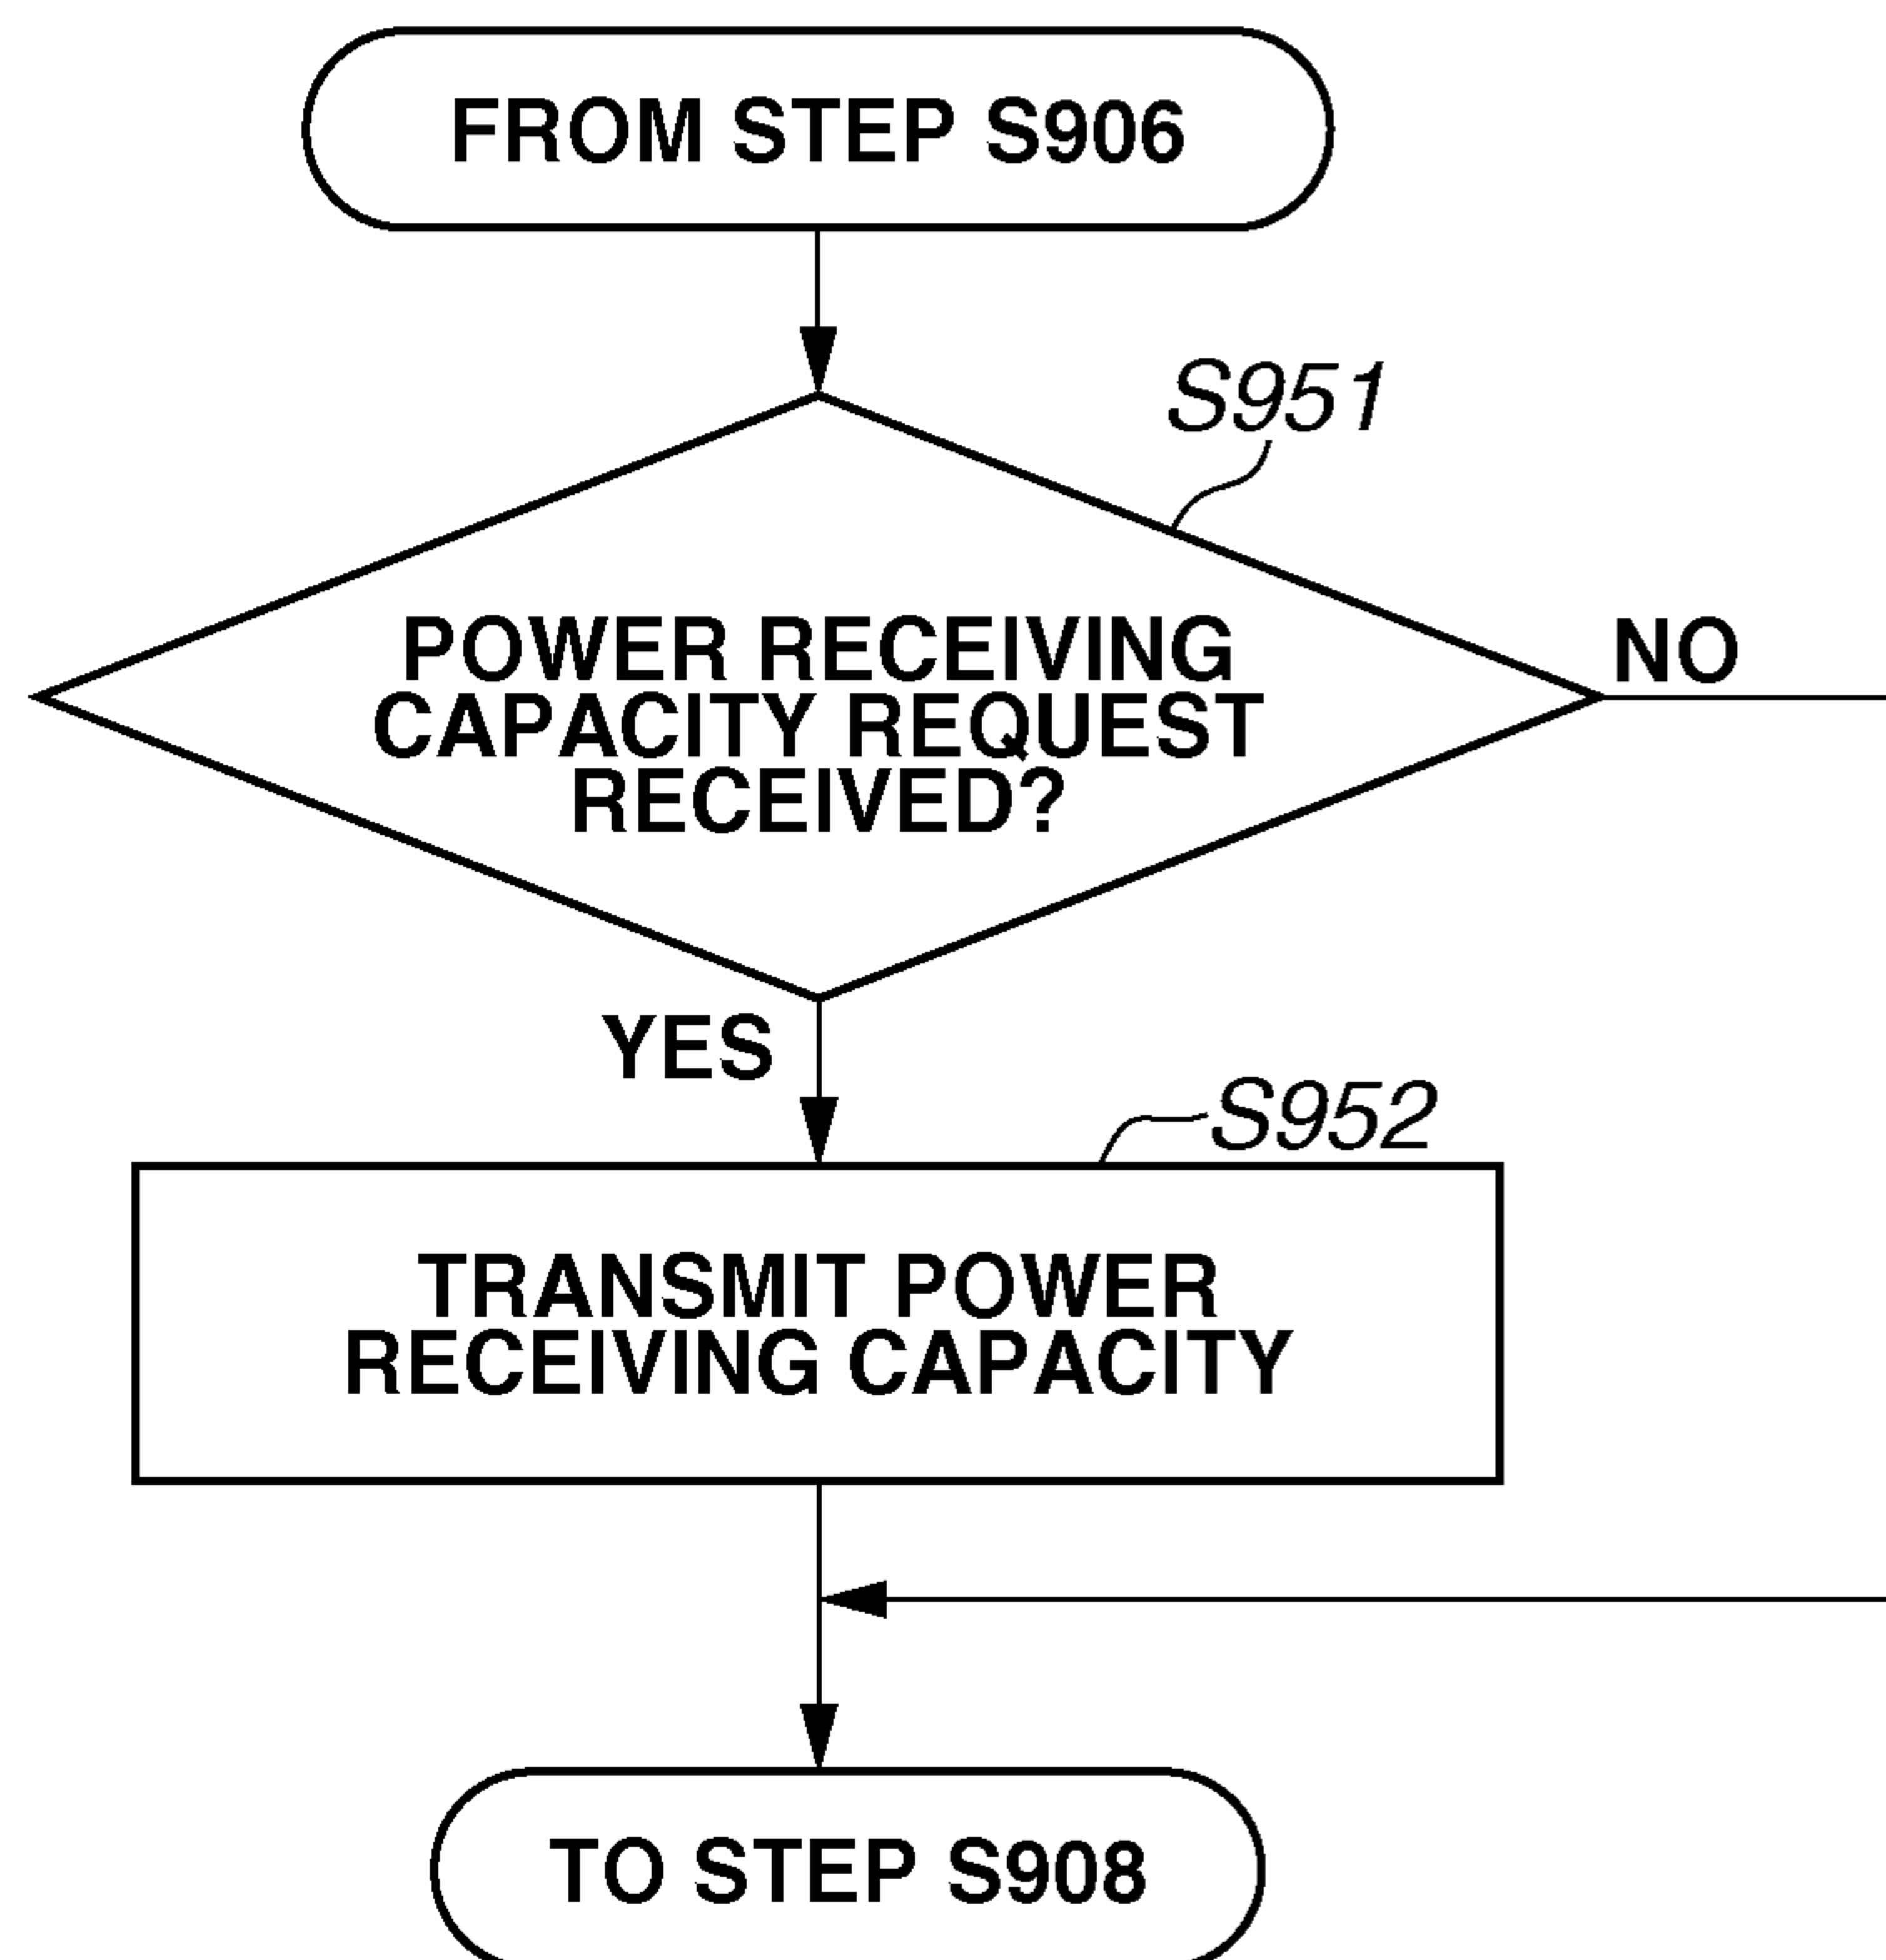 FROM STEP S906
S951
POWER RECEIVING
CAPACITY REQUEST
RECEIVED?
NO
YES
S952
TRANSMIT POWER
RECEIVING CAPACITY
TO STEP S908